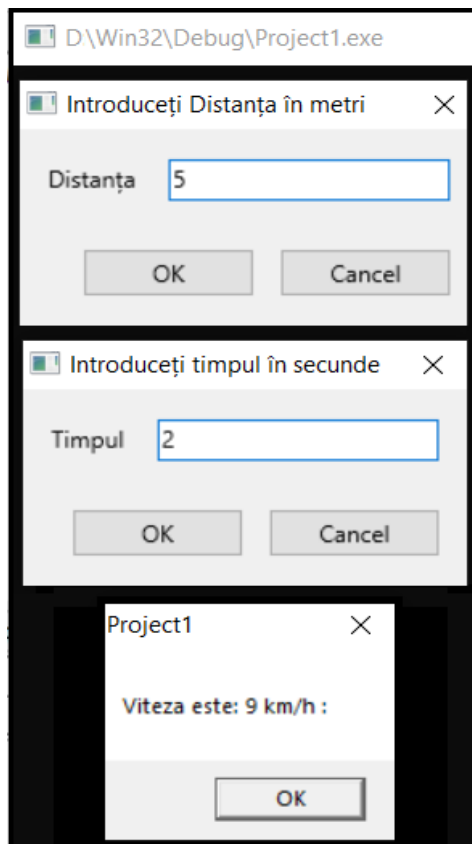 D:\Win32\Debug\Project1.exe
Introduceți Distanța în metri
Distanța 5
OK Cancel
Introduceți timpul în secunde
Timpul 2
OK Cancel
Project1
Viteza este: 9 km/h :
OK